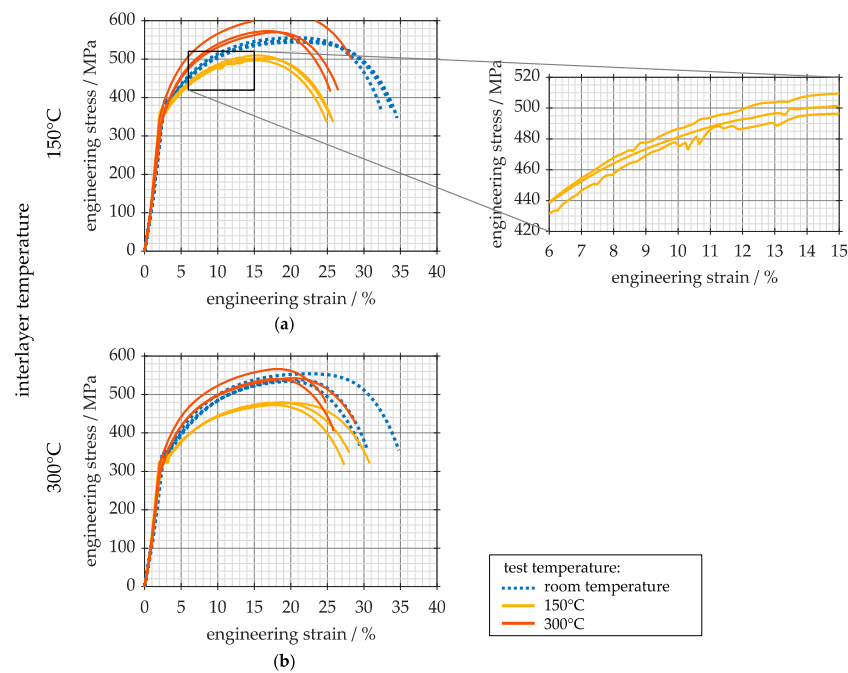 interlayer temperature
150°C
engineering stress / MPa
600
500
400
300
200
100
0
0 5 10 15 20 25 30 35 40
engineering strain / %
(a)
engineering stress / MPa
520
500
480
460
440
420
6 7 8 9 10 11 12 13 14 15
engineering strain / %
300°C
engineering stress / MPa
600
500
400
300
200
100
0
0 5 10 15 20 25 30 35 40
engineering strain / %
(b)
test temperature:
room temperature
150°C
300°C